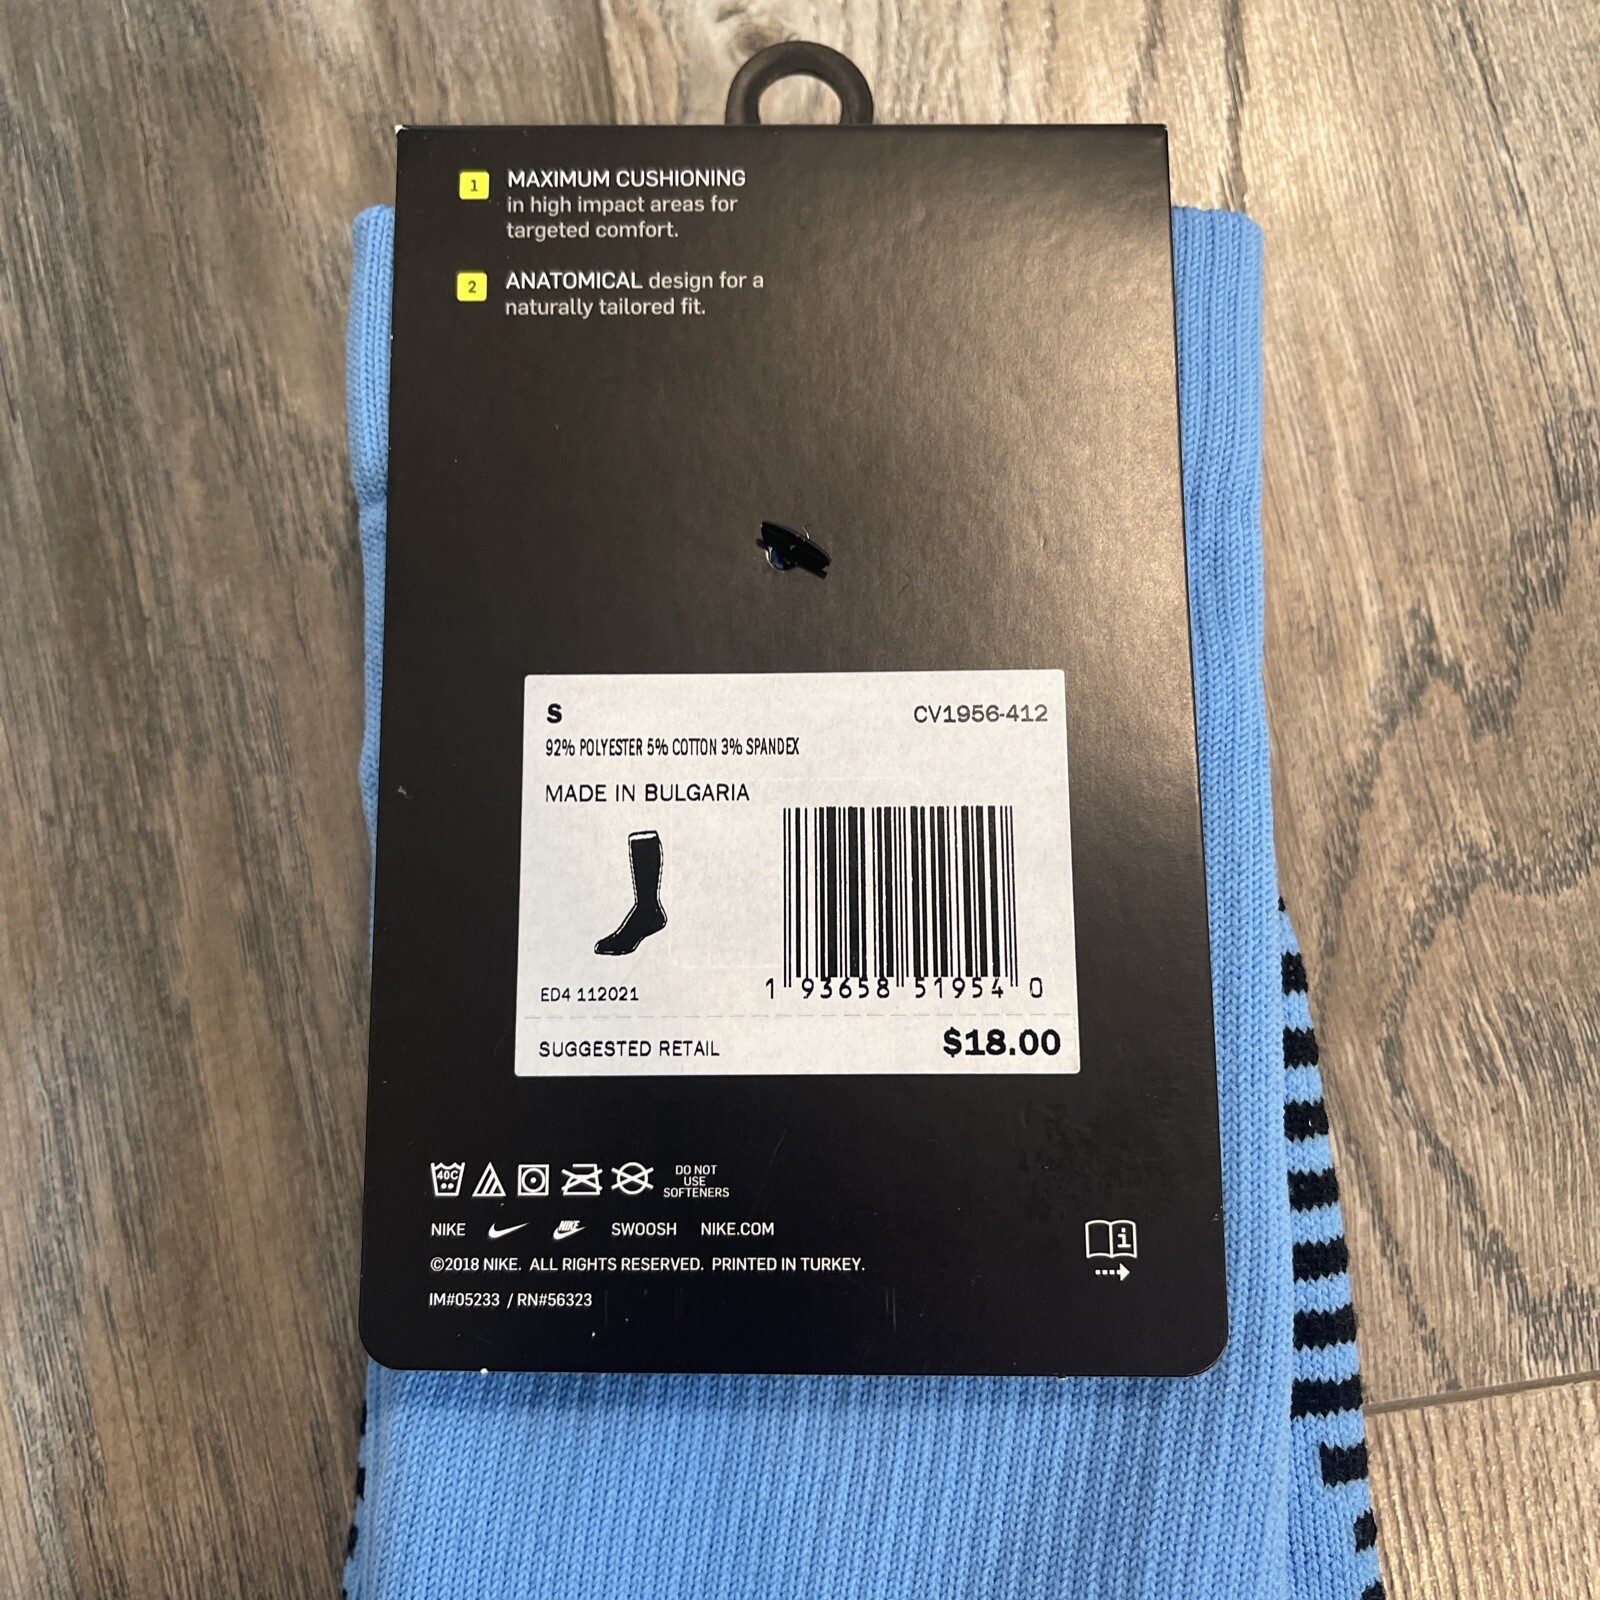 1 MAXIMUM CUSHIONING
in high impact areas for
targeted comfort.
2 ANATOMICAL design for a
naturally tailored fit.
S CV1956-412
92% POLYESTER 5% COTTON 3% SPANDEX
MADE IN BULGARIA
1 93658 51954 0
ED4 112021
SUGGESTED RETAIL $18.00
40C
DO NOT
USE
SOFTENERS
NIKE NIKE SWOOSH NIKE.COM
©2018 NIKE. ALL RIGHTS RESERVED. PRINTED IN TURKEY.
IM#05233 / RN#56323
i